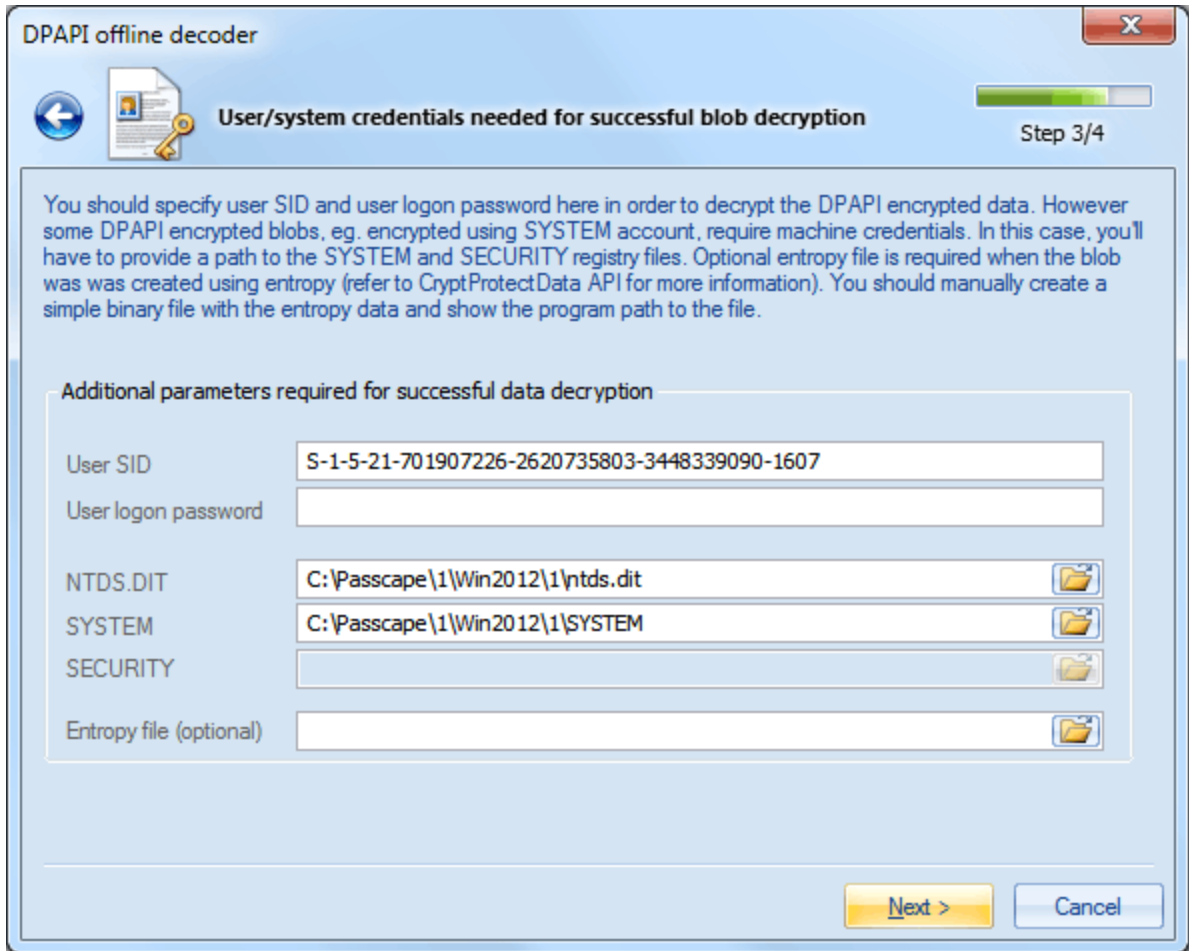 DPAPI offline decoder
User/system credentials needed for successful blob decryption
Step 3/4
You should specify user SID and user logon password here in order to decrypt the DPAPI encrypted data. However
some DPAPI encrypted blobs, eg. encrypted using SYSTEM account, require machine credentials. In this case, you'll
have to provide a path to the SYSTEM and SECURITY registry files. Optional entropy file is required when the blob
was was created using entropy (refer to CryptProtectData API for more information). You should manually create a
simple binary file with the entropy data and show the program path to the file.
Additional parameters required for successful data decryption
User SID S-1-5-21-701907226-2620735803-3448339090-1607
User logon password
NTDS.DIT C:\Passcape\1\Win2012\1\ntds.dit
SYSTEM C:\Passcape\1\Win2012\1\SYSTEM
SECURITY
Entropy file (optional)
Next > Cancel